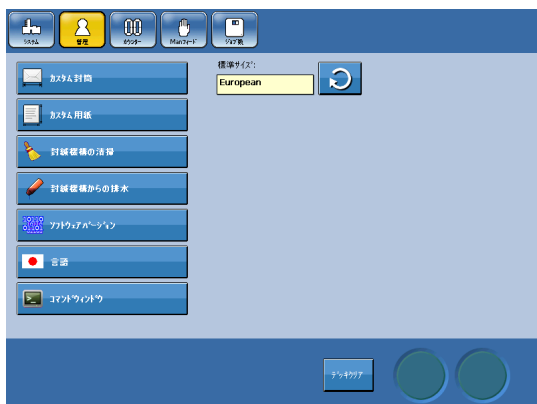 システム
管理
カウンター
Manフィード
ジョブ級
標準サイズ:
European
カスタム封筒
カスタム用紙
封緘機構の清掃
封緘機構からの排水
ソフトウェアバージョン
言語
コマンドウィンドウ
デッキクリア